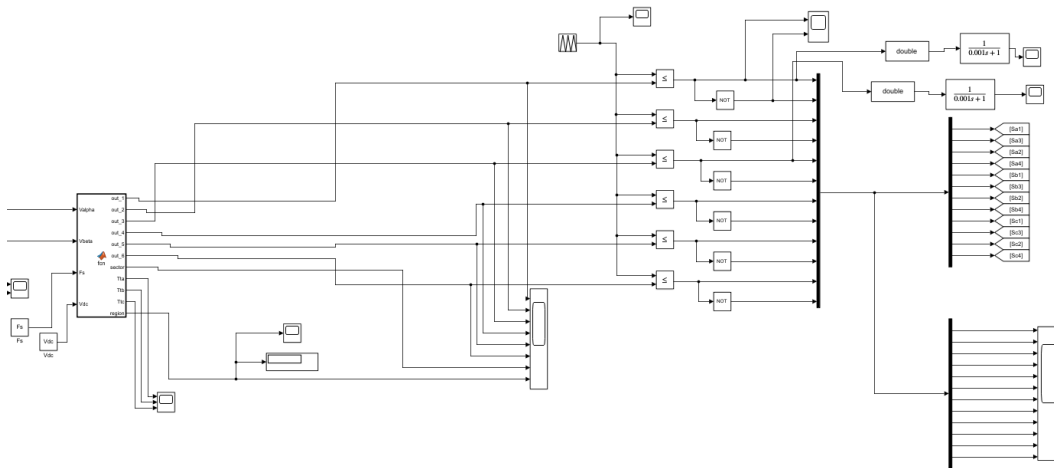 Valpha
Vbeta
Fs
Vdc
fcn
out_1
out_2
out_3
out_4
out_5
out_6
sector
Tta
Ttb
Ttc
region
Fs
Fs
Vdc
Vdc
≤
NOT
≤
NOT
≤
NOT
≤
NOT
≤
NOT
≤
NOT
double
1
0.001s + 1
double
1
0.001s + 1
[Sa1]
[Sa3]
[Sa2]
[Sa4]
[Sb1]
[Sb3]
[Sb2]
[Sb4]
[Sc1]
[Sc3]
[Sc2]
[Sc4]